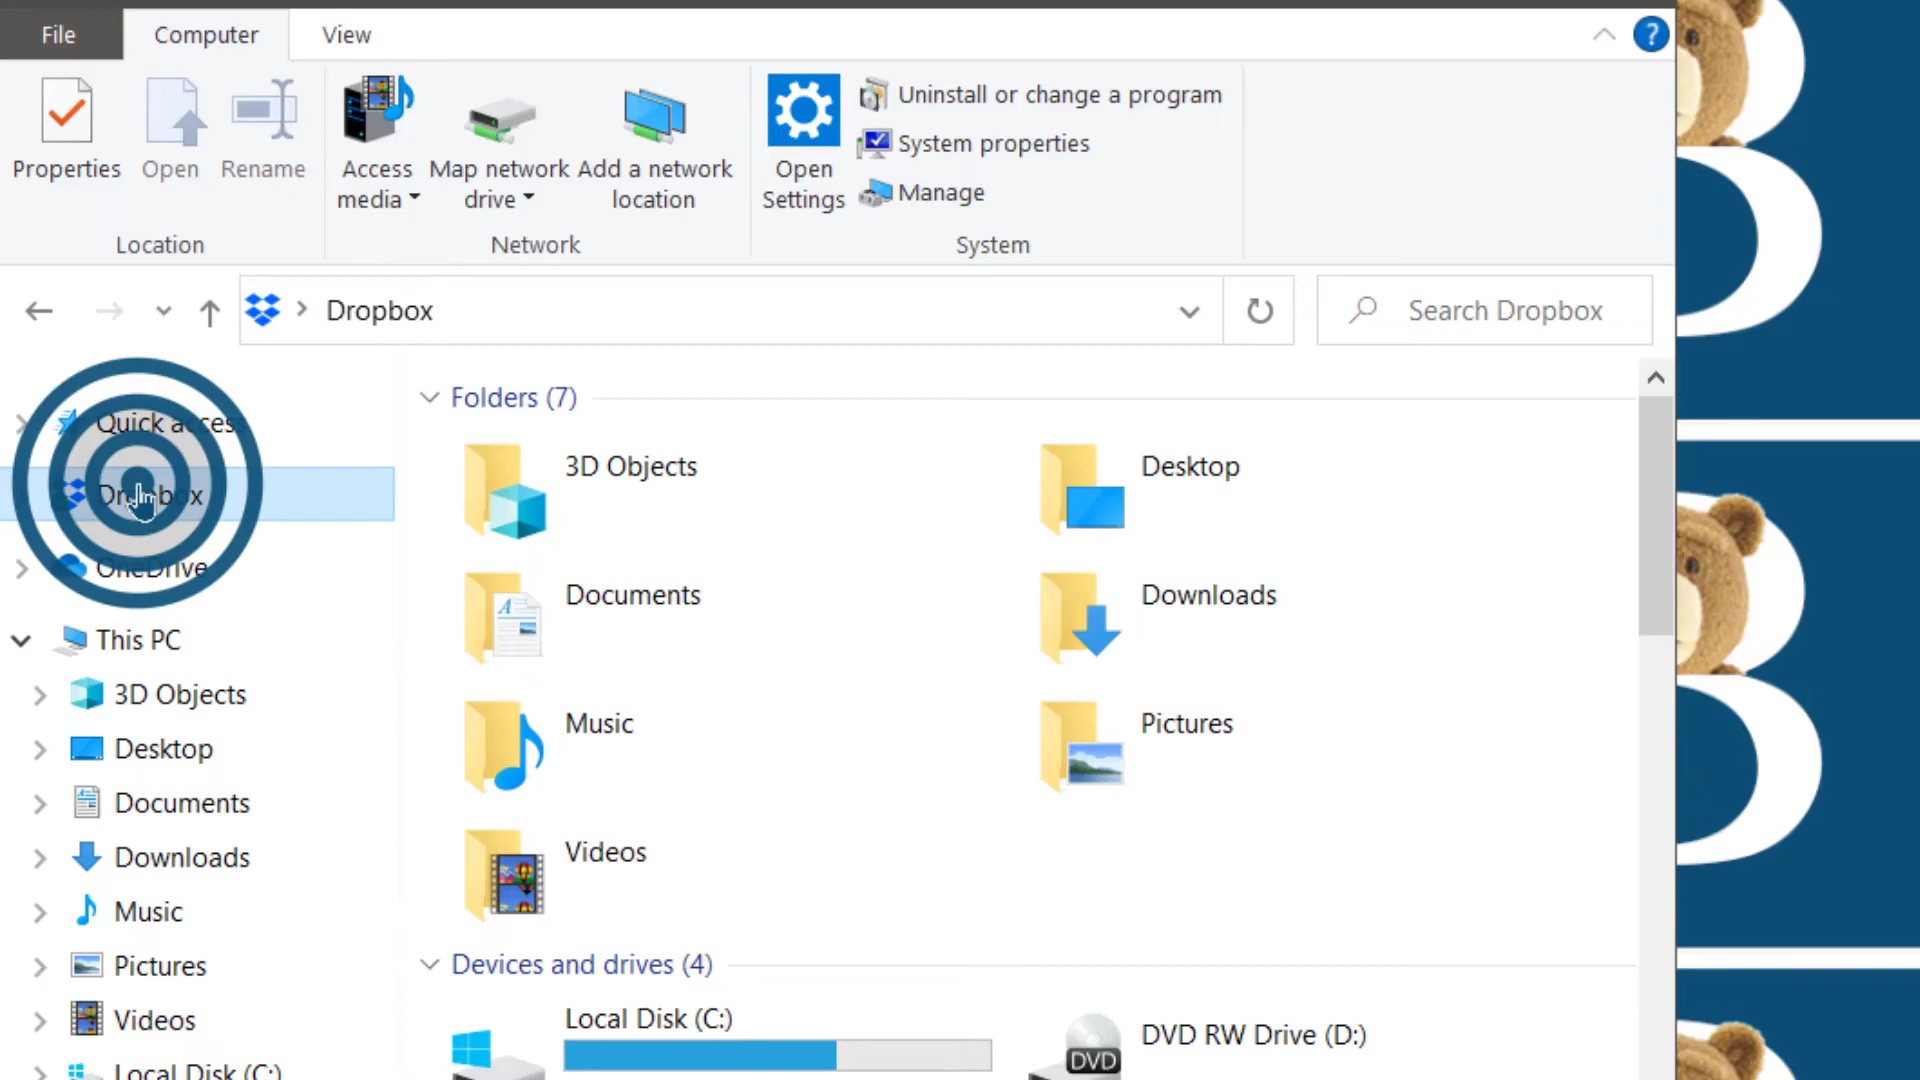 File
Computer
View
?
Properties
Open
Rename
Access
media
Map network
drive
Add a network
location
Open
Settings
Uninstall or change a program
System properties
Manage
Location
Network
System
Dropbox
Search Dropbox
Quick access
Dropbox
OneDrive
This PC
3D Objects
Desktop
Documents
Downloads
Music
Pictures
Videos
Local Disk (C:)
Folders (7)
3D Objects
Desktop
Documents
Downloads
Music
Pictures
Videos
Devices and drives (4)
Local Disk (C:)
DVD RW Drive (D:)
DVD